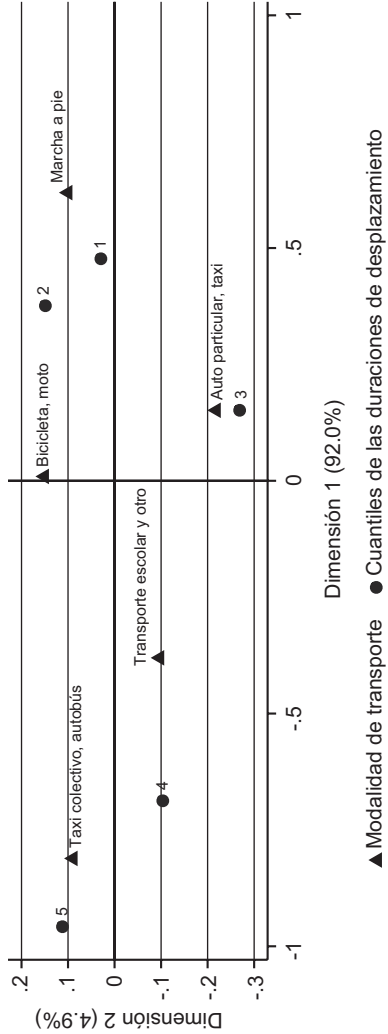 Dimensión 2 (4.9%)
.2
.1
0
-.1
-.2
-.3
5
Taxi colectivo, autobús
4
Transporte escolar y otro
Bicicleta, moto
2
Marcha a pie
1
Auto particular, taxi
3
-1
-.5
0
.5
1
Dimensión 1 (92.0%)
Modalidad de transporte
Cuantiles de las duraciones de desplazamiento